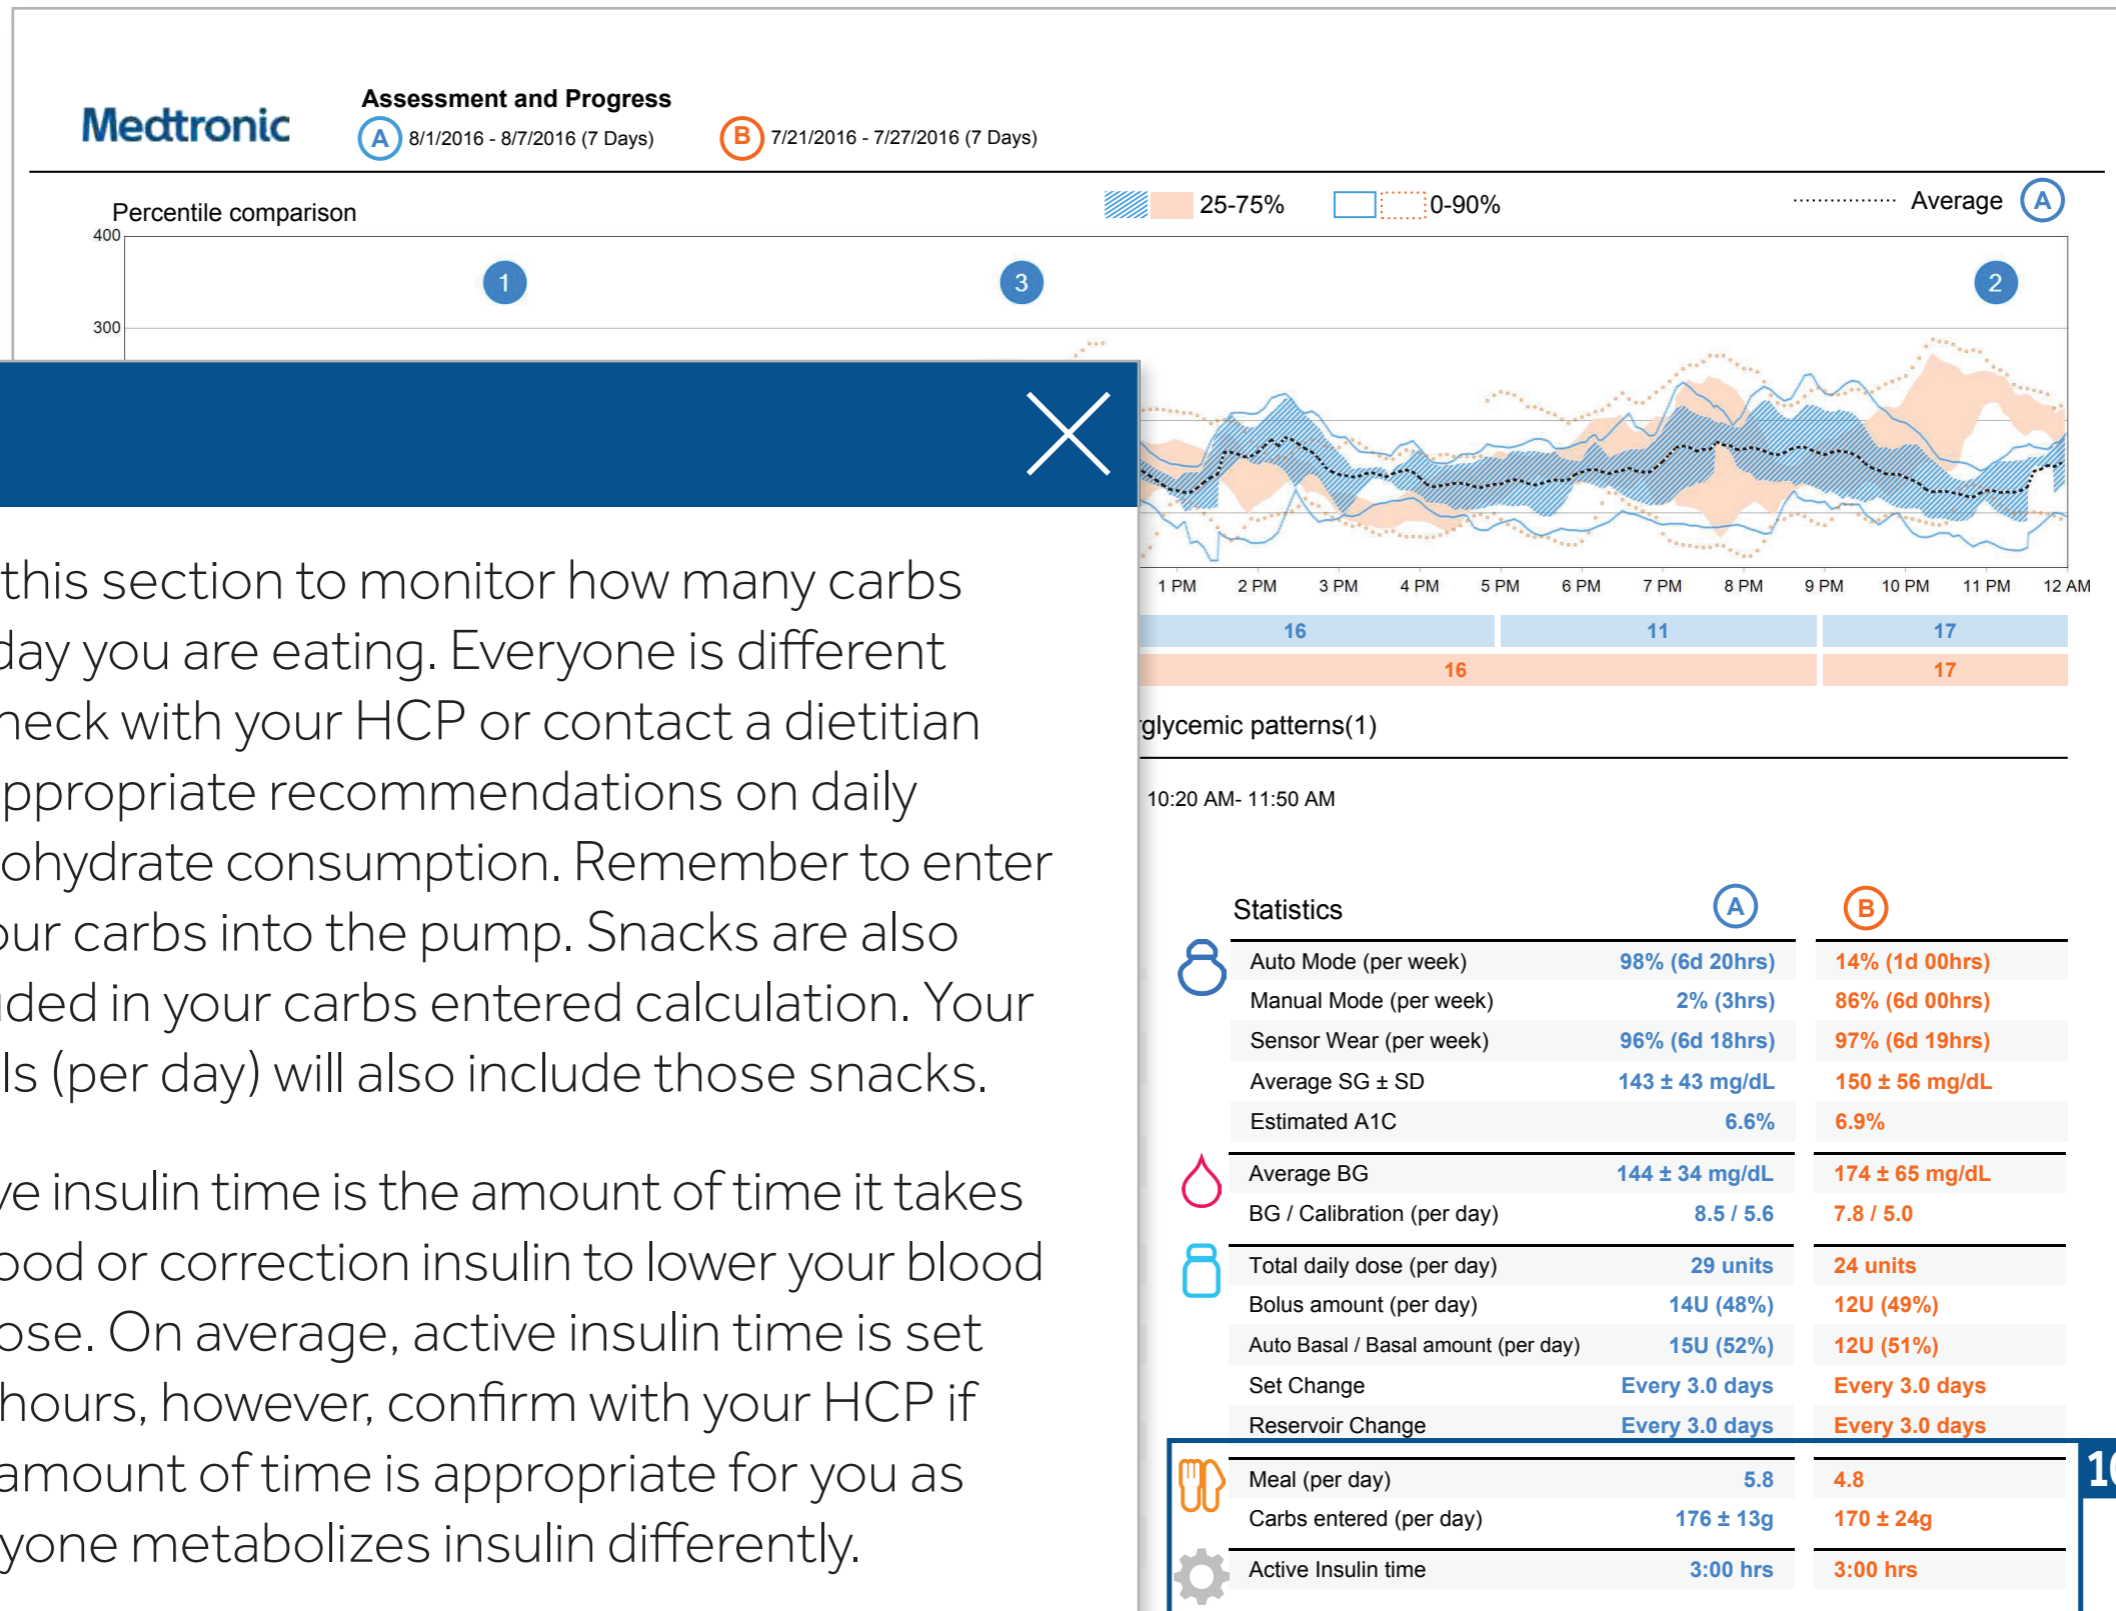 Medtronic
Assessment and Progress
A 8/1/2016 - 8/7/2016 (7 Days) B 7/21/2016 - 7/27/2016 (7 Days)
Percentile comparison 25-75% 0-90% Average A
400
1 3 2
300
1 PM 2 PM 3 PM 4 PM 5 PM 6 PM 7 PM 8 PM 9 PM 10 PM 11 PM 12 AM
16 11 17
16 17
glycemic patterns(1)
10:20 AM- 11:50 AM
this section to monitor how many carbs
day you are eating. Everyone is different
heck with your HCP or contact a dietitian
ppropriate recommendations on daily
ohydrate consumption. Remember to enter
our carbs into the pump. Snacks are also
uded in your carbs entered calculation. Your
ls (per day) will also include those snacks.
ve insulin time is the amount of time it takes
ood or correction insulin to lower your blood
ose. On average, active insulin time is set
hours, however, confirm with your HCP if
amount of time is appropriate for you as
yone metabolizes insulin differently.
Statistics A B
Auto Mode (per week) 98% (6d 20hrs) 14% (1d 00hrs)
Manual Mode (per week) 2% (3hrs) 86% (6d 00hrs)
Sensor Wear (per week) 96% (6d 18hrs) 97% (6d 19hrs)
Average SG ± SD 143 ± 43 mg/dL 150 ± 56 mg/dL
Estimated A1C 6.6% 6.9%
Average BG 144 ± 34 mg/dL 174 ± 65 mg/dL
BG / Calibration (per day) 8.5 / 5.6 7.8 / 5.0
Total daily dose (per day) 29 units 24 units
Bolus amount (per day) 14U (48%) 12U (49%)
Auto Basal / Basal amount (per day) 15U (52%) 12U (51%)
Set Change Every 3.0 days Every 3.0 days
Reservoir Change Every 3.0 days Every 3.0 days
Meal (per day) 5.8 4.8
Carbs entered (per day) 176 ± 13g 170 ± 24g
Active Insulin time 3:00 hrs 3:00 hrs